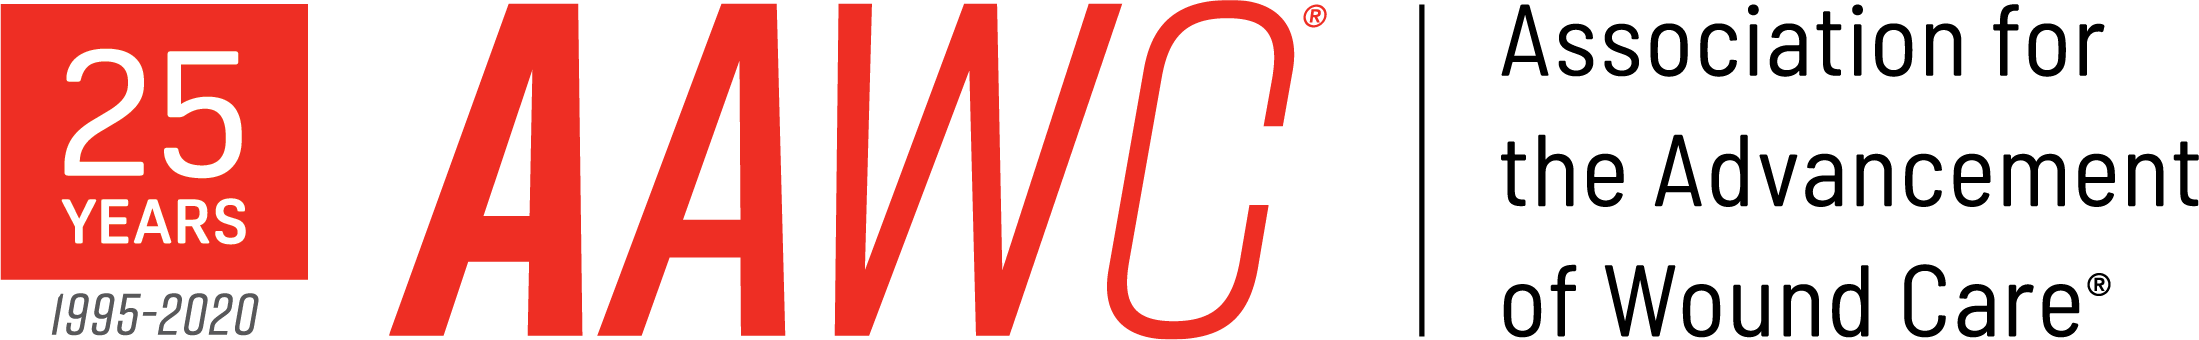 25
YEARS
1995-2020
AAWC®
Association for
the Advancement
of Wound Care®